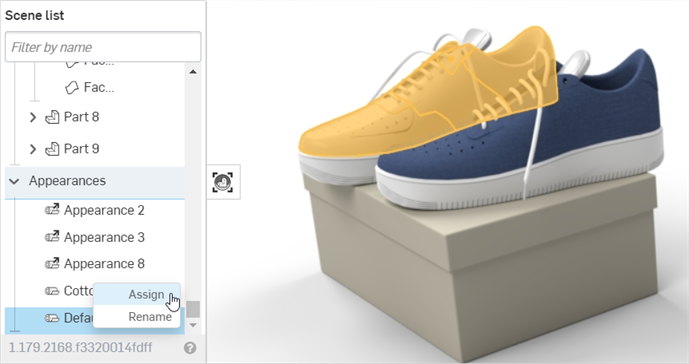 Scene list
Filter by name
Fac...
Fac...
Part 8
Part 9
Appearances
Appearance 2
Appearance 3
Appearance 8
Cotto
Assign
Defau
Rename
1.179.2168.f3320014fdff
?